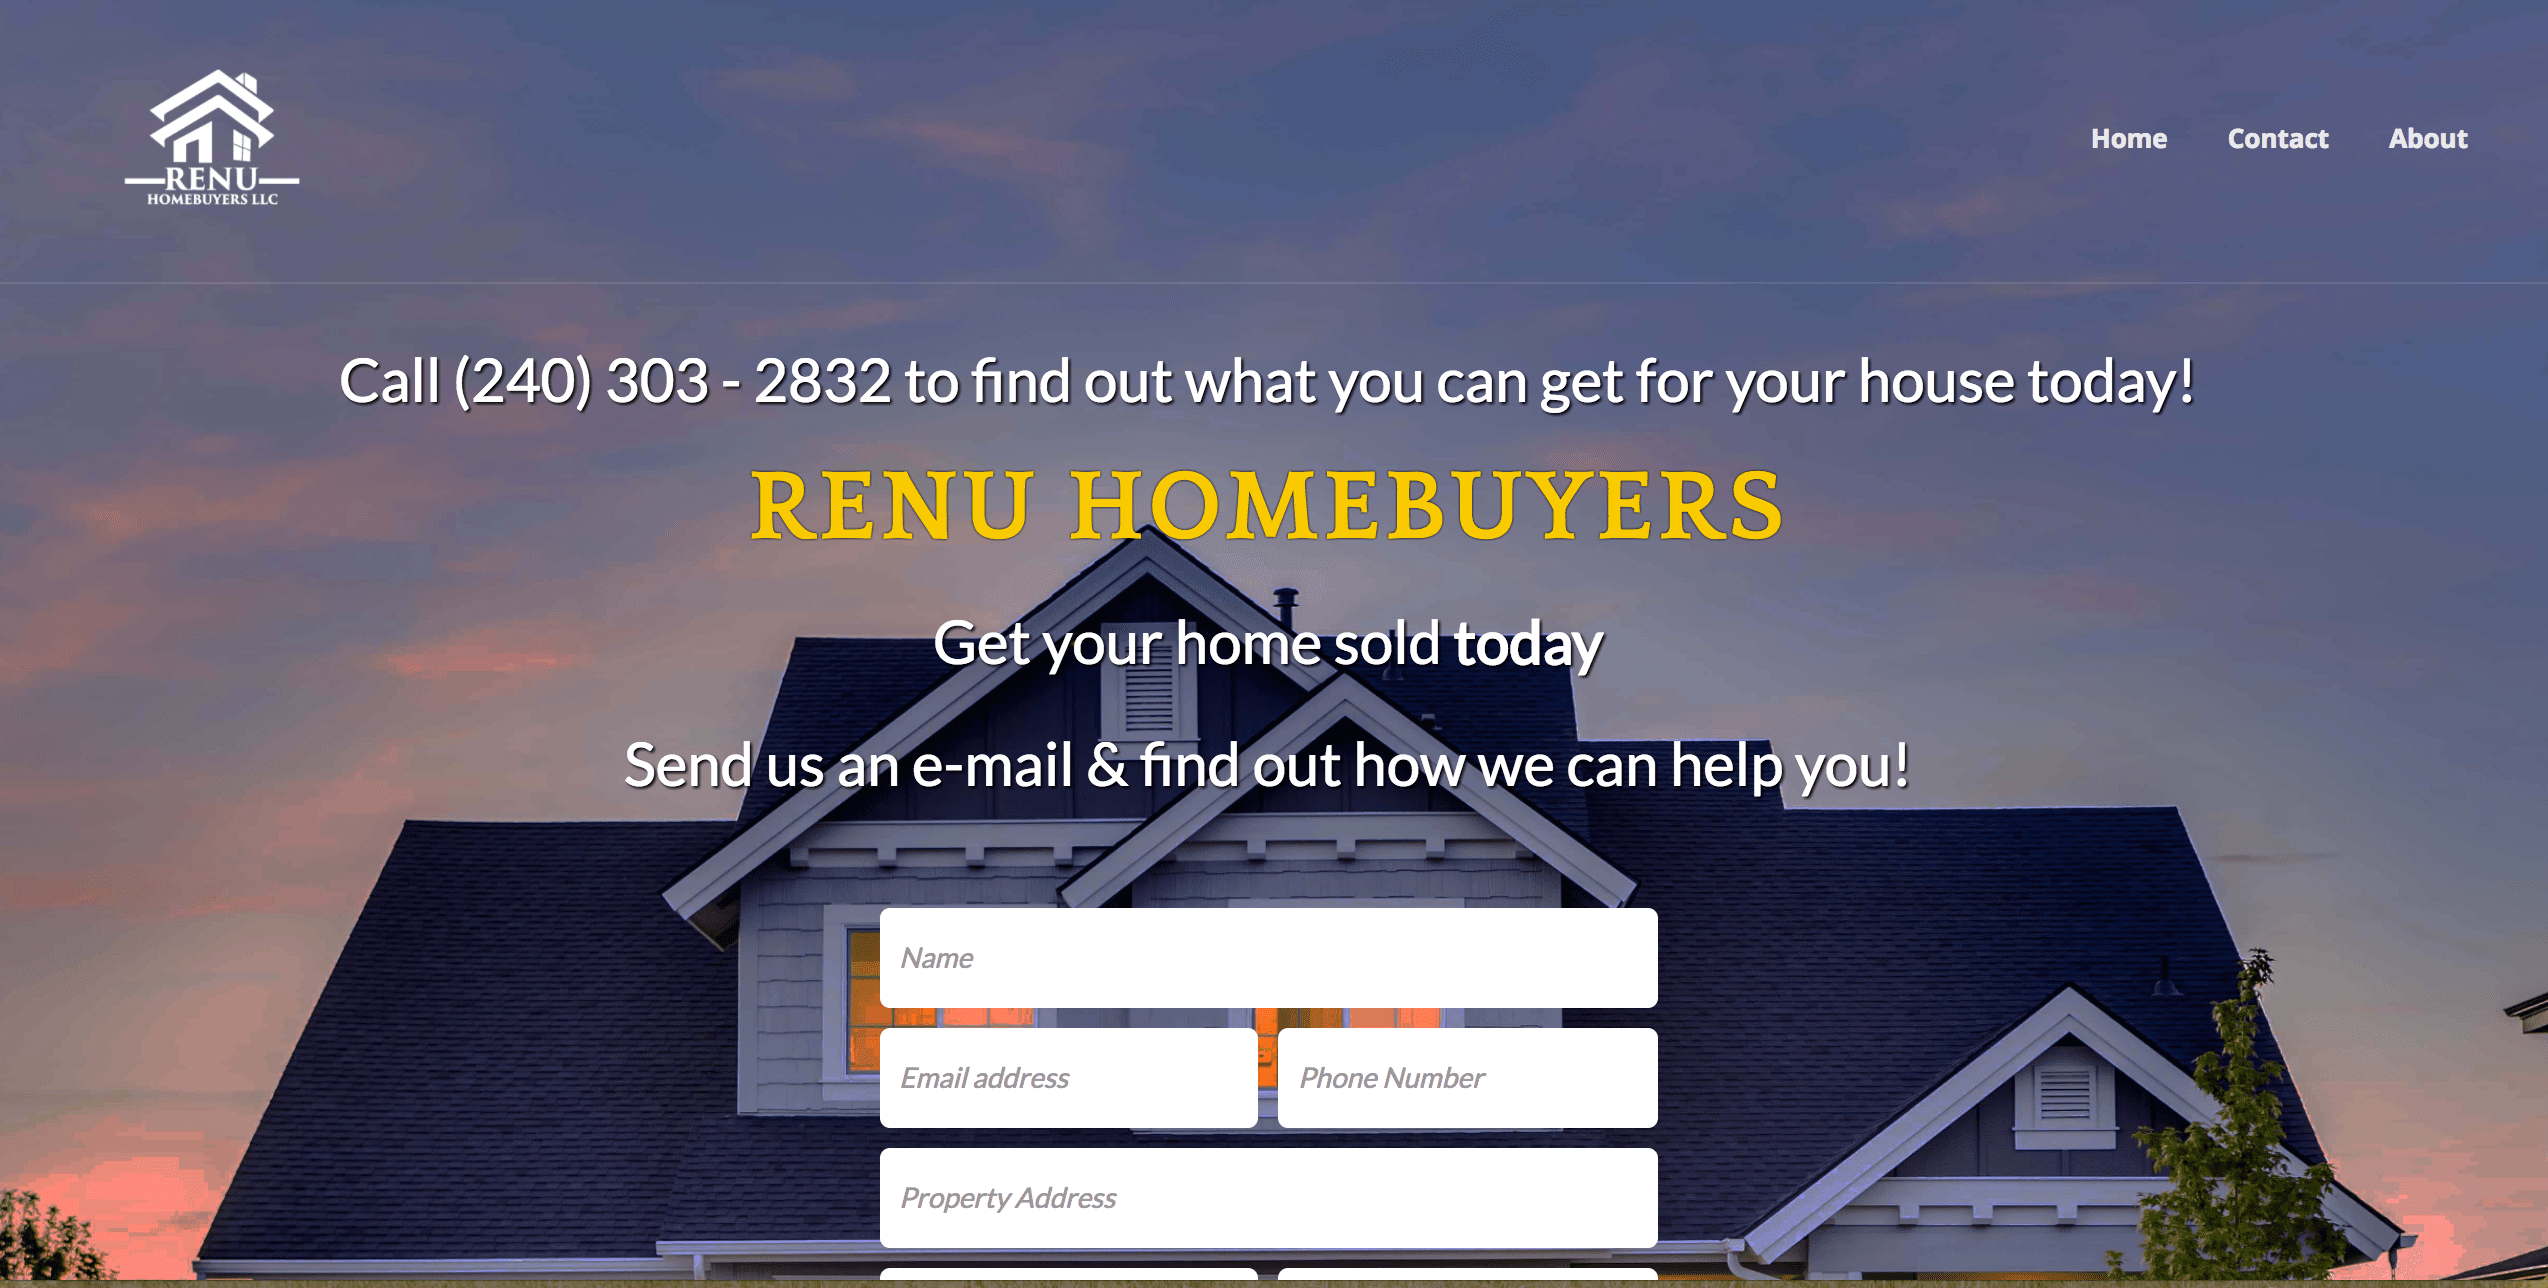 RENU
HOMEBUYERS LLC
Home Contact About
Call (240) 303 - 2832 to find out what you can get for your house today!
RENU HOMEBUYERS
Get your home sold today
Send us an e-mail & find out how we can help you!
Name
Email address Phone Number
Property Address